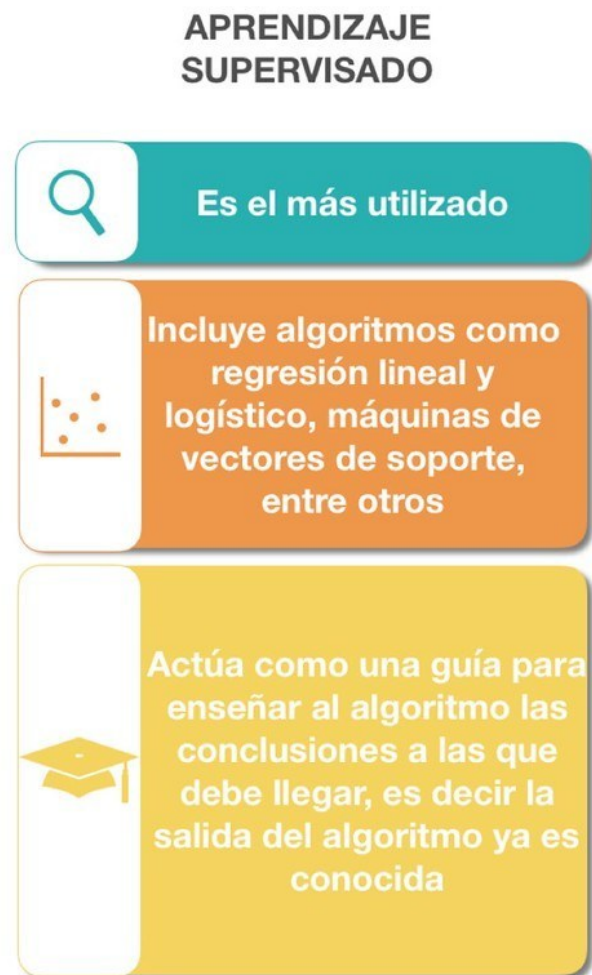 APRENDIZAJE
SUPERVISADO
Es el más utilizado
Incluye algoritmos como
regresión lineal y
logístico, máquinas de
vectores de soporte,
entre otros
Actúa como una guía para
enseñar al algoritmo las
conclusiones a las que
debe llegar, es decir la
salida del algoritmo ya es
conocida